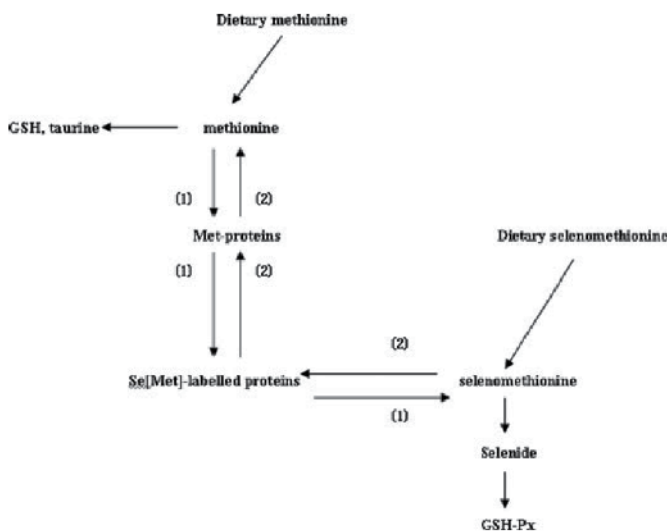 Dietary methionine
GSH, taurine methionine
(1) (2)
Met-proteins
(1) (2)
Dietary selenomethionine
(2)
Se[Met]-labelled proteins selenomethionine
(1)
Selenide
GSH-Px